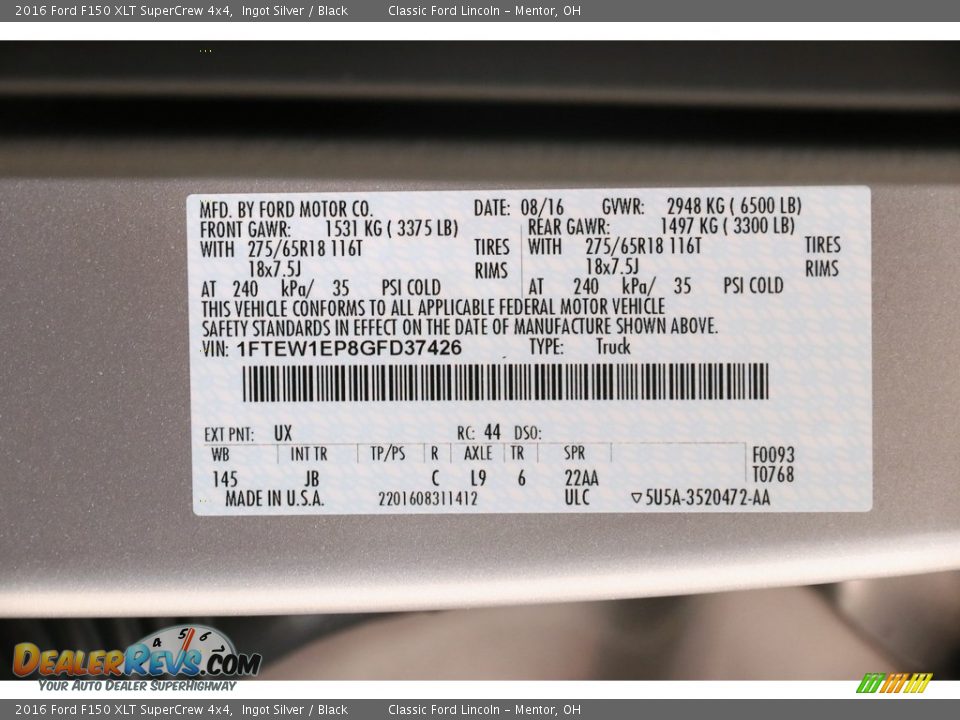 2016 Ford F150 XLT SuperCrew 4x4,  Ingot Silver / Black        Classic Ford Lincoln – Mentor, OH
MFD. BY FORD MOTOR CO.    DATE: 08/16    GVWR: 2948 KG ( 6500 LB)
FRONT GAWR: 1531 KG ( 3375 LB)    REAR GAWR: 1497 KG ( 3300 LB)
WITH 275/65R18 116T TIRES    WITH 275/65R18 116T TIRES
18x7.5J RIMS    18x7.5J RIMS
AT 240 kPa/ 35 PSI COLD    AT 240 kPa/ 35 PSI COLD
THIS VEHICLE CONFORMS TO ALL APPLICABLE FEDERAL MOTOR VEHICLE
SAFETY STANDARDS IN EFFECT ON THE DATE OF MANUFACTURE SHOWN ABOVE.
VIN: 1FTEW1EP8GFD37426    TYPE: Truck
EXT PNT: UX    RC: 44 DSO:
WB INT TR TP/PS R AXLE TR SPR F0093
145 JB C L9 6 22AA T0768
MADE IN U.S.A. 2201608311412 ULC ▽5U5A-3520472-AA
4 5 6
DEALERREVS.COM
YOUR AUTO DEALER SUPERHIGHWAY
2016 Ford F150 XLT SuperCrew 4x4,  Ingot Silver / Black        Classic Ford Lincoln – Mentor, OH